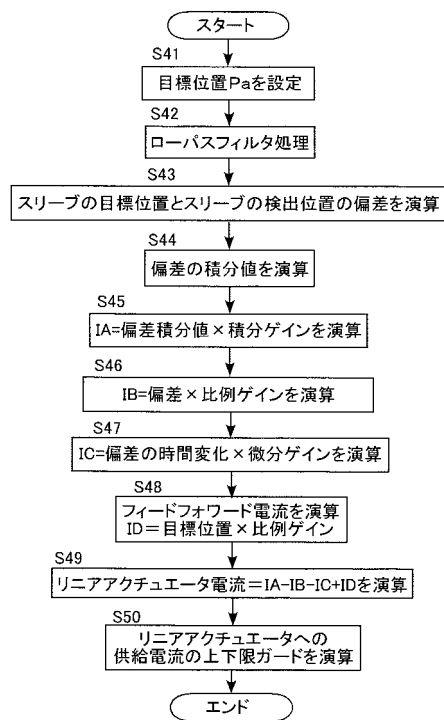 スタート
S41
目標位置Paを設定
S42
ローパスフィルタ処理
S43
スリーブの目標位置とスリーブの検出位置の偏差を演算
S44
偏差の積分値を演算
S45
IA=偏差積分値×積分ゲインを演算
S46
IB=偏差×比例ゲインを演算
S47
IC=偏差の時間変化×微分ゲインを演算
S48
フィードフォワード電流を演算
ID=目標位置×比例ゲイン
S49
リニアアクチュエータ電流=IA-IB-IC+IDを演算
S50
リニアアクチュエータへの
供給電流の上下限ガードを演算
エンド